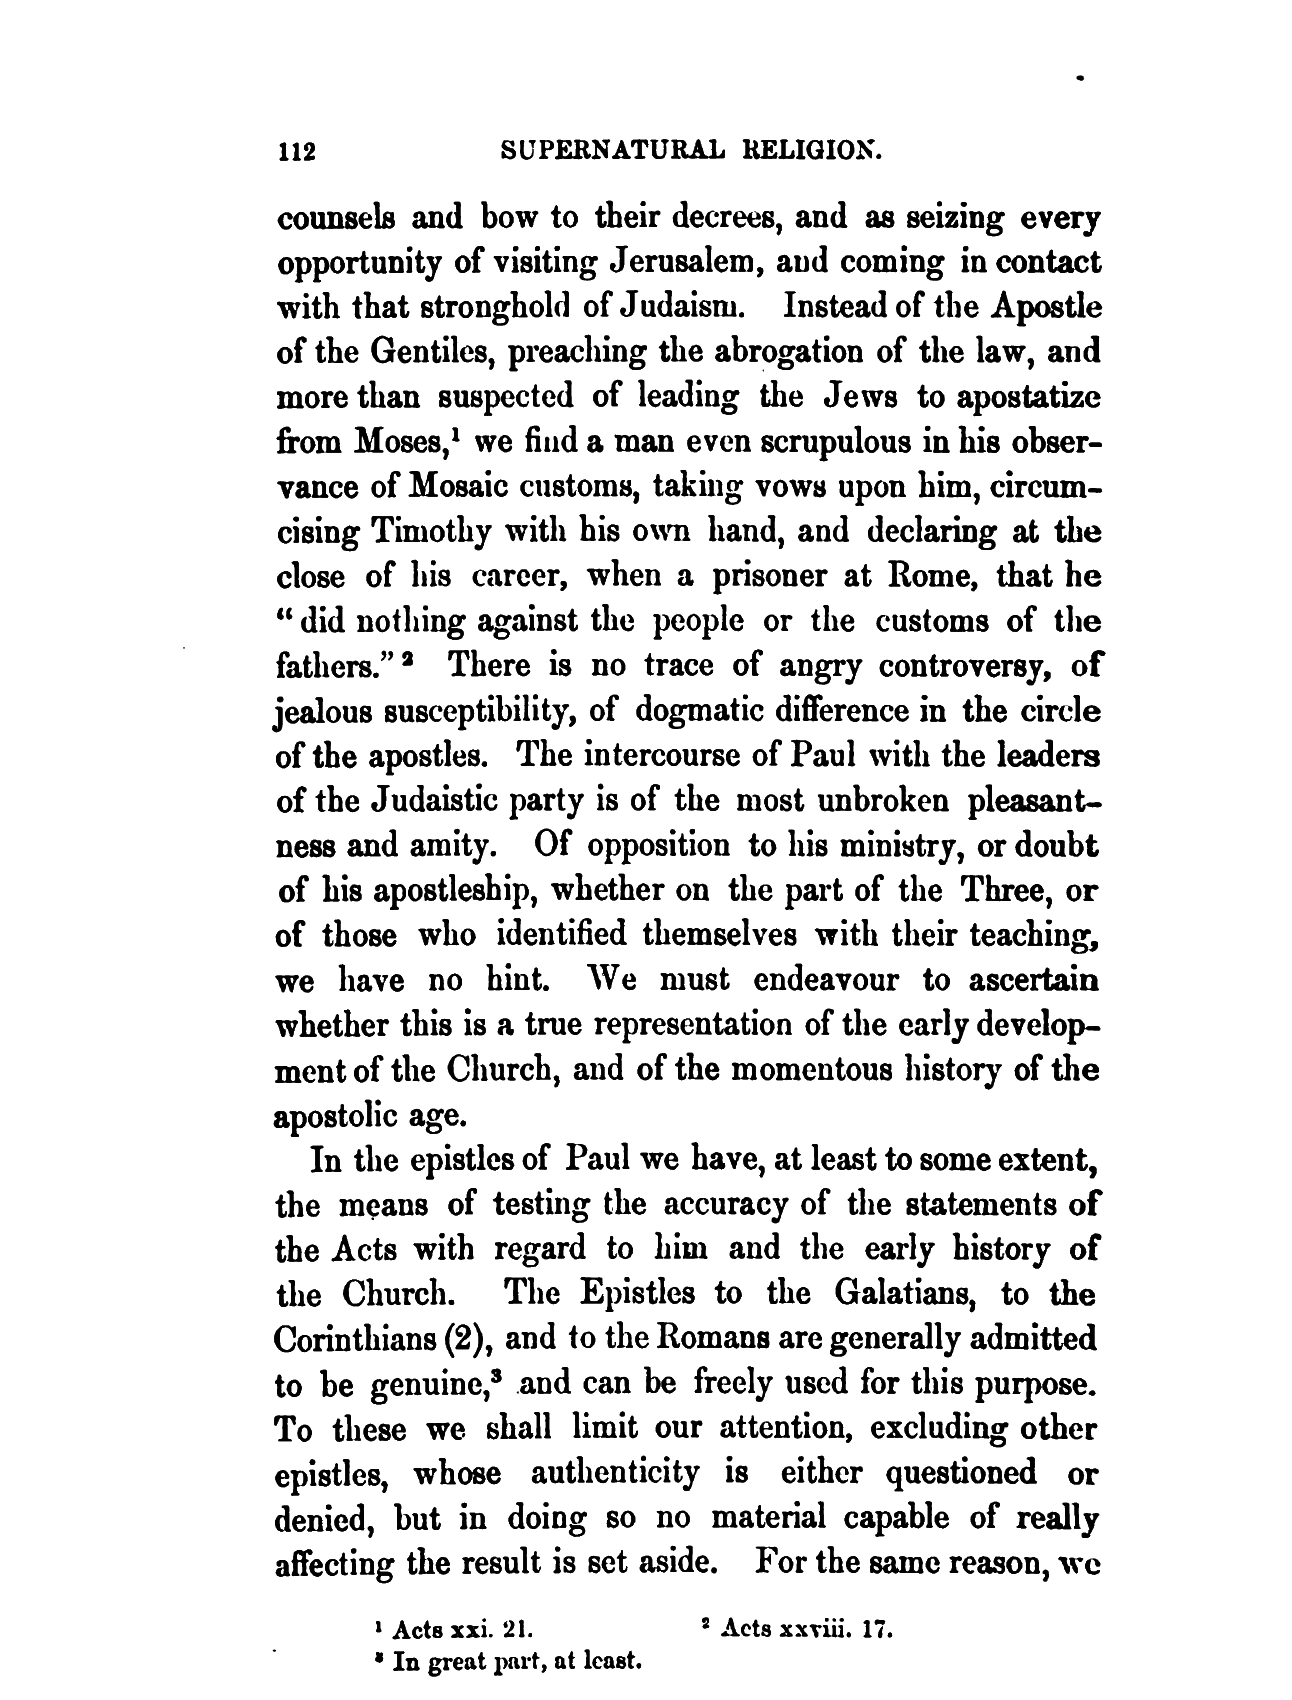 112 SUPERNATURAL RELIGION.
counsels and bow to their decrees, and as seizing every
opportunity of visiting Jerusalem, and coming in contact
with that stronghold of Judaism. Instead of the Apostle
of the Gentiles, preaching the abrogation of the law, and
more than suspected of leading the Jews to apostatize
from Moses,¹ we find a man even scrupulous in his obser-
vance of Mosaic customs, taking vows upon him, circum-
cising Timothy with his own hand, and declaring at the
close of his career, when a prisoner at Rome, that he
“did nothing against the people or the customs of the
fathers.”² There is no trace of angry controversy, of
jealous susceptibility, of dogmatic difference in the circle
of the apostles. The intercourse of Paul with the leaders
of the Judaistic party is of the most unbroken pleasant-
ness and amity. Of opposition to his ministry, or doubt
of his apostleship, whether on the part of the Three, or
of those who identified themselves with their teaching,
we have no hint. We must endeavour to ascertain
whether this is a true representation of the early develop-
ment of the Church, and of the momentous history of the
apostolic age.
In the epistles of Paul we have, at least to some extent,
the means of testing the accuracy of the statements of
the Acts with regard to him and the early history of
the Church. The Epistles to the Galatians, to the
Corinthians (2), and to the Romans are generally admitted
to be genuine,³ and can be freely used for this purpose.
To these we shall limit our attention, excluding other
epistles, whose authenticity is either questioned or
denied, but in doing so no material capable of really
affecting the result is set aside. For the same reason, we
¹ Acts xxi. 21. ² Acts xxviii. 17.
³ In great part, at least.